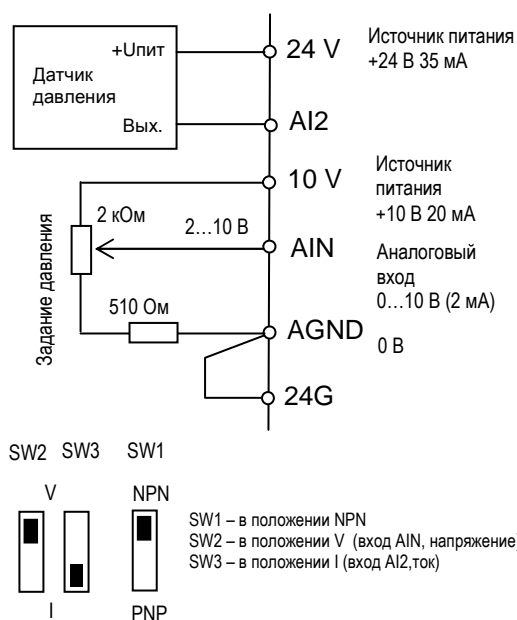 +Uпит
Датчик
давления
Вых.
24 V
Источник питания
+24 В 35 мА
AI2
10 V
Источник
питания
+10 В 20 мА
2 кОм
2...10 В
AIN
Аналоговый
вход
0...10 В (2 мА)
Задание давления
510 Ом
AGND
0 В
24G
SW2 SW3 SW1
V NPN
I PNP
SW1 – в положении NPN
SW2 – в положении V (вход AIN, напряжение)
SW3 – в положении I (вход AI2,ток)